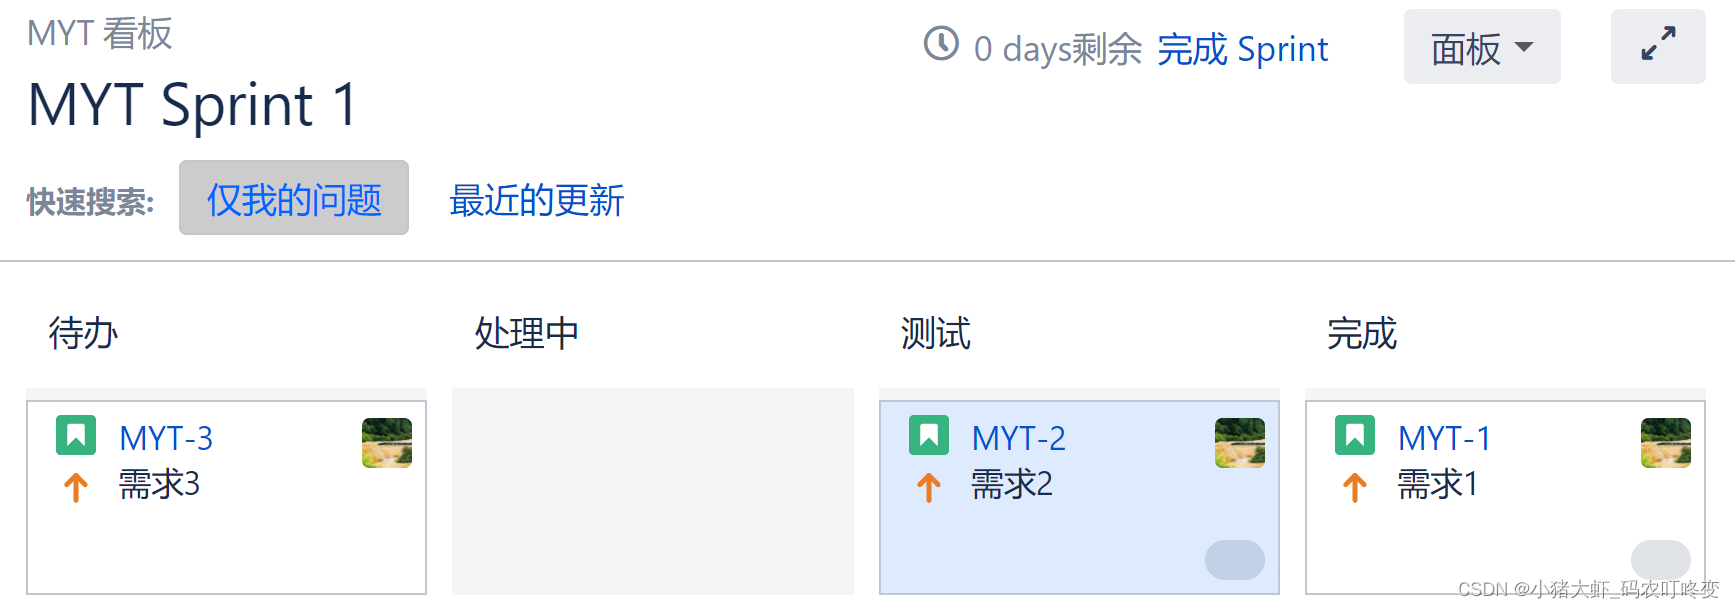 MYT 看板
0 days剩余 完成 Sprint
面板
MYT Sprint 1
快速搜索: 仅我的问题 最近的更新
待办 处理中 测试 完成
MYT-3
需求3
MYT-2
需求2
MYT-1
需求1
CSDN @小猪大虾_码农叮咚变